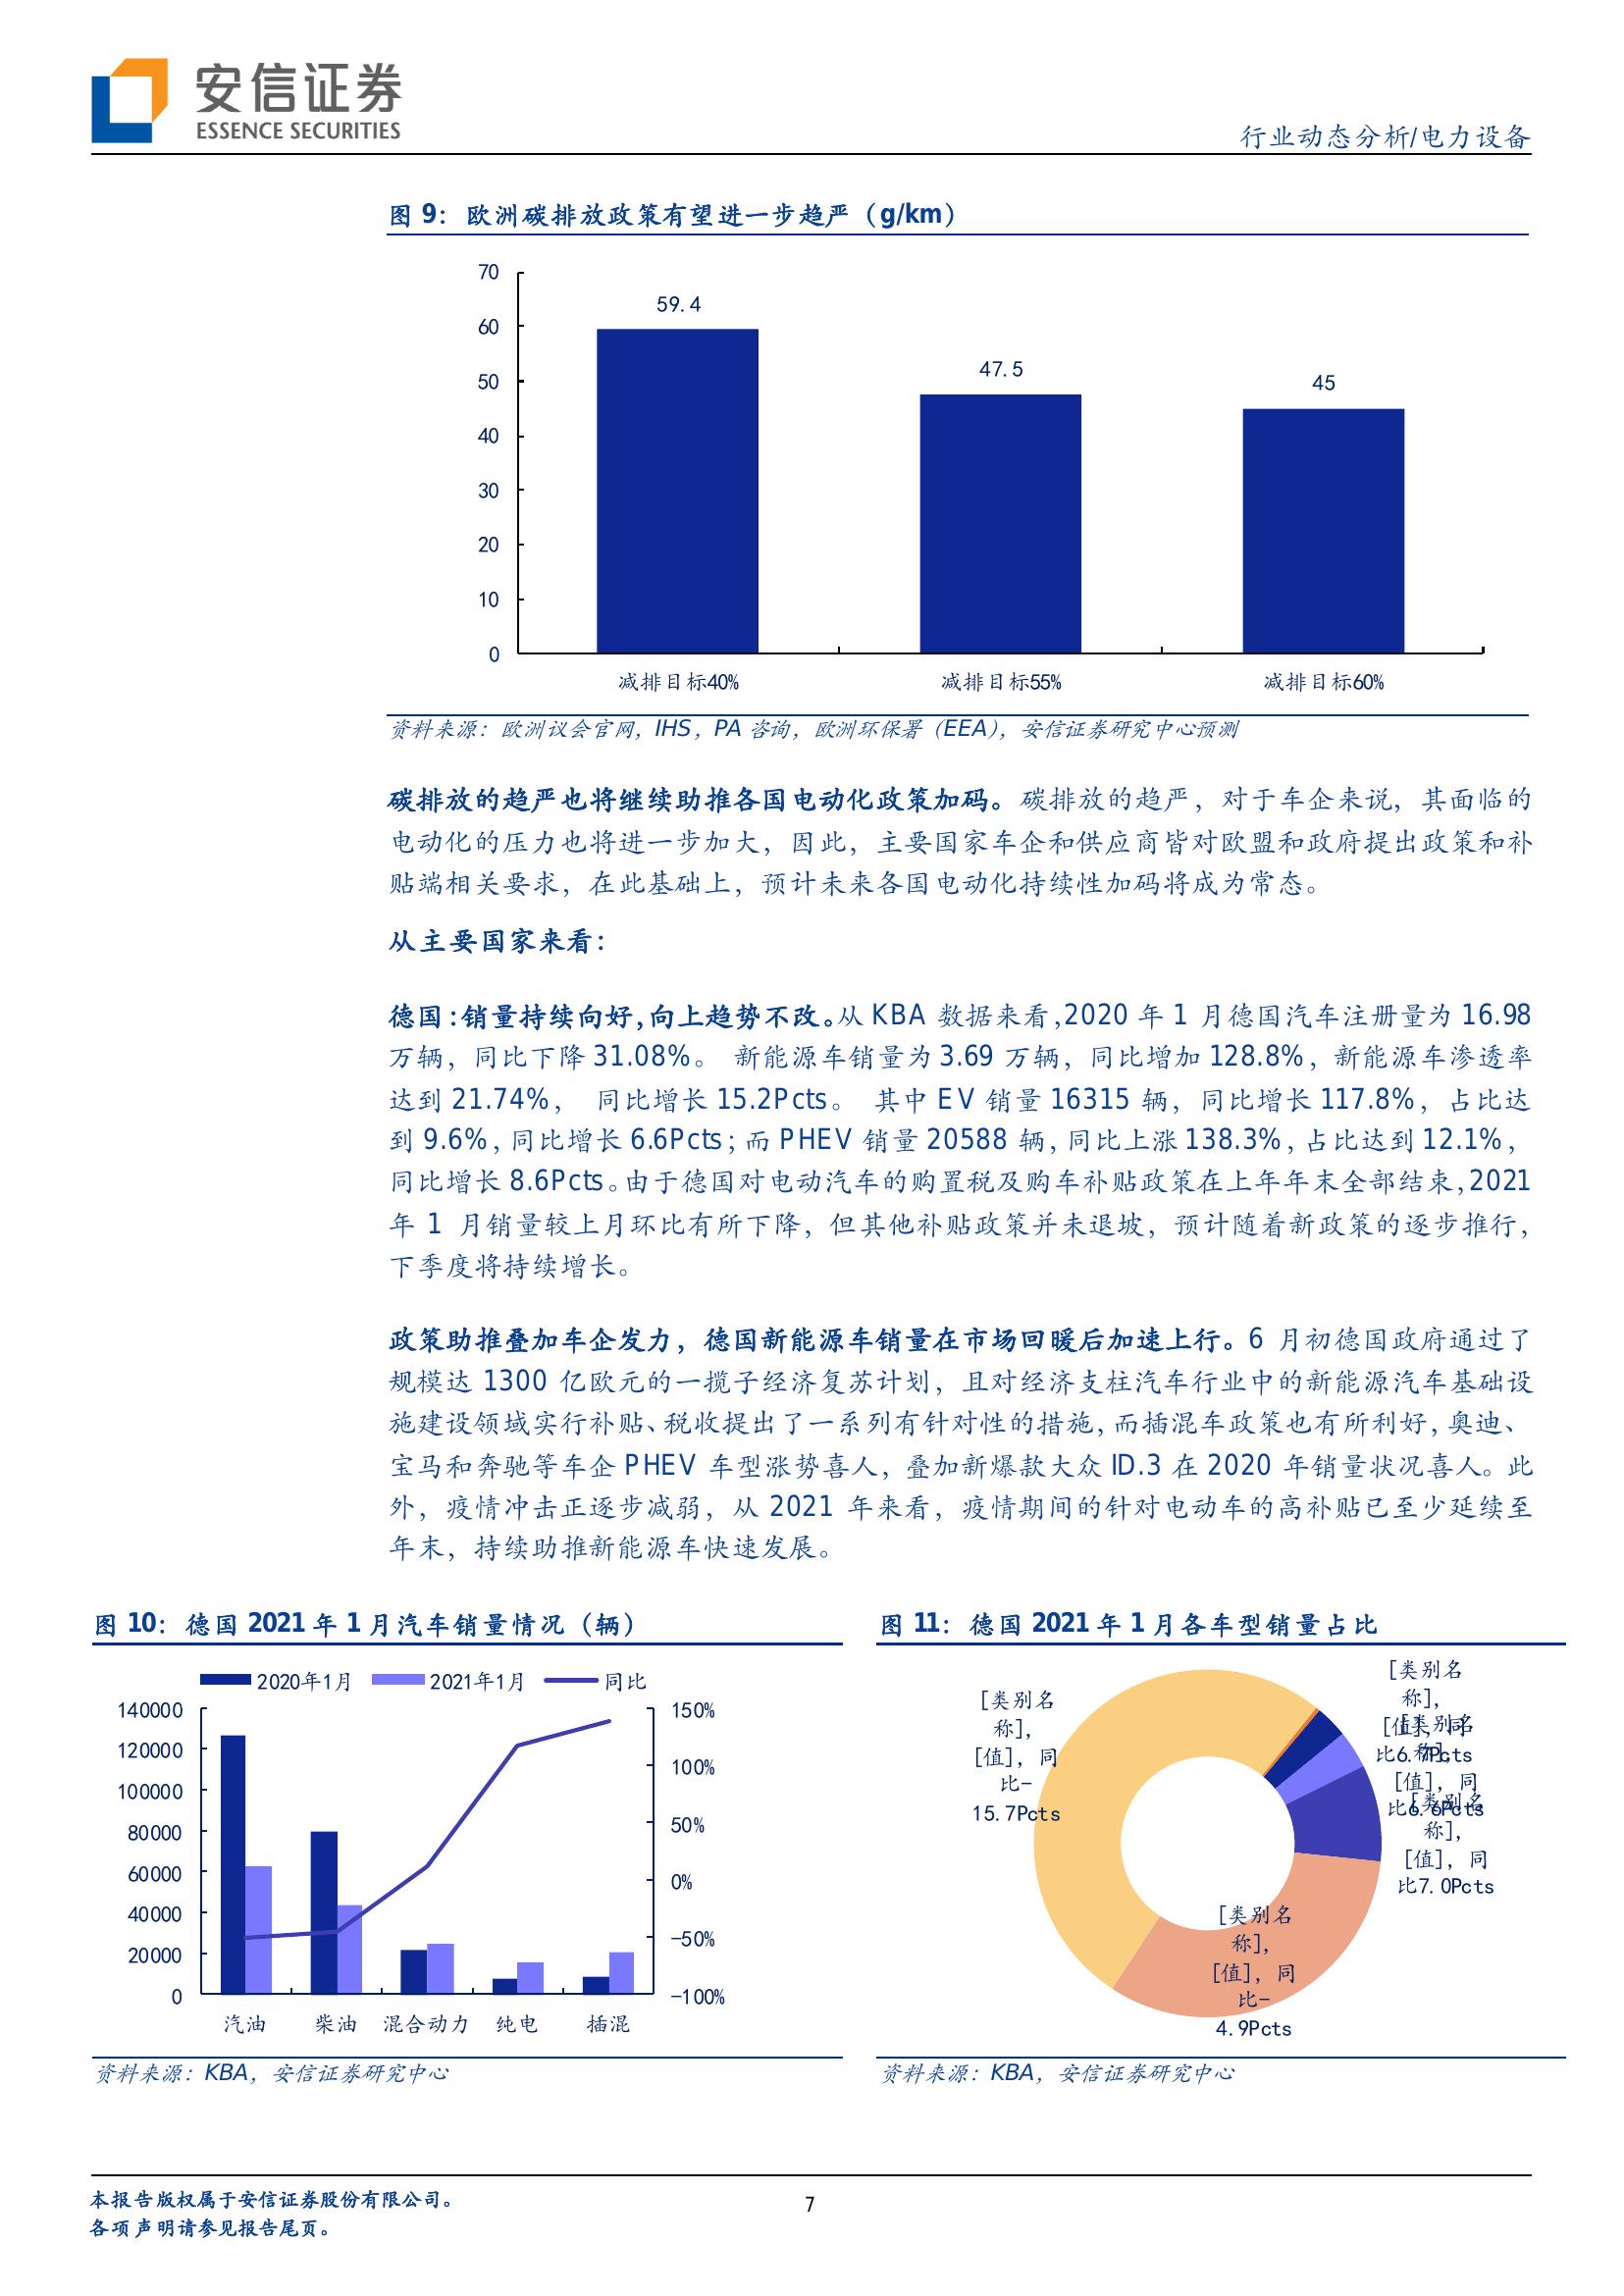 安信证券
ESSENCE SECURITIES
行业动态分析/电力设备
图 9：欧洲碳排放政策有望进一步趋严（g/km）
70
60
50
40
30
20
10
0
59.4
47.5
45
减排目标40%
减排目标55%
减排目标60%
资料来源：欧洲议会官网，IHS，PA 咨询，欧洲环保署（EEA），安信证券研究中心预测
碳排放的趋严也将继续助推各国电动化政策加码。碳排放的趋严，对于车企来说，其面临的
电动化的压力也将进一步加大，因此，主要国家车企和供应商皆对欧盟和政府提出政策和补
贴端相关要求，在此基础上，预计未来各国电动化持续性加码将成为常态。
从主要国家来看：
德国：销量持续向好，向上趋势不改。从 KBA 数据来看，2020 年 1 月德国汽车注册量为 16.98
万辆，同比下降 31.08%。 新能源车销量为 3.69 万辆，同比增加 128.8%，新能源车渗透率
达到 21.74%， 同比增长 15.2Pcts。 其中 EV 销量 16315 辆，同比增长 117.8%，占比达
到 9.6%，同比增长 6.6Pcts；而 PHEV 销量 20588 辆，同比上涨 138.3%，占比达到 12.1%，
同比增长 8.6Pcts。由于德国对电动汽车的购置税及购车补贴政策在上年年末全部结束，2021
年 1 月销量较上月环比有所下降，但其他补贴政策并未退坡，预计随着新政策的逐步推行，
下季度将持续增长。
政策助推叠加车企发力，德国新能源车销量在市场回暖后加速上行。6 月初德国政府通过了
规模达 1300 亿欧元的一揽子经济复苏计划，且对经济支柱汽车行业中的新能源汽车基础设
施建设领域实行补贴、税收提出了一系列有针对性的措施，而插混车政策也有所利好，奥迪、
宝马和奔驰等车企 PHEV 车型涨势喜人，叠加新爆款大众 ID.3 在 2020 年销量状况喜人。此
外，疫情冲击正逐步减弱，从 2021 年来看，疫情期间的针对电动车的高补贴已至少延续至
年末，持续助推新能源车快速发展。
图 10：德国 2021 年 1 月汽车销量情况（辆）
2020年1月
2021年1月
同比
140000
120000
100000
80000
60000
40000
20000
0
150%
100%
50%
0%
-50%
-100%
汽油
柴油
混合动力
纯电
插混
资料来源：KBA，安信证券研究中心
图 11：德国 2021 年 1 月各车型销量占比
[类别名
称],
[值], 同
比-
15.7Pcts
[类别名
称],
[值], 同
比6.7Pcts
[类别名
称],
[值], 同
比6.6Pcts
[类别名
称],
[值], 同
比7.0Pcts
[类别名
称],
[值], 同
比-
4.9Pcts
资料来源：KBA，安信证券研究中心
本报告版权属于安信证券股份有限公司。
各项声明请参见报告尾页。
7